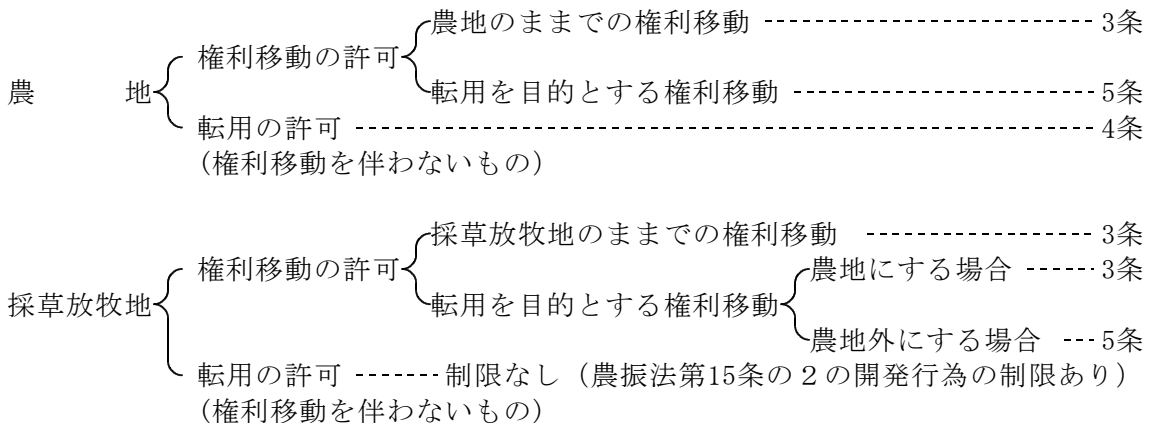 農地のままでの権利移動 3条
権利移動の許可
農地 転用を目的とする権利移動 5条
転用の許可 4条
(権利移動を伴わないもの)
採草放牧地のままでの権利移動 3条
権利移動の許可 農地にする場合 3条
採草放牧地 転用を目的とする権利移動
農地外にする場合 5条
転用の許可 制限なし(農振法第15条の2の開発行為の制限あり)
(権利移動を伴わないもの)